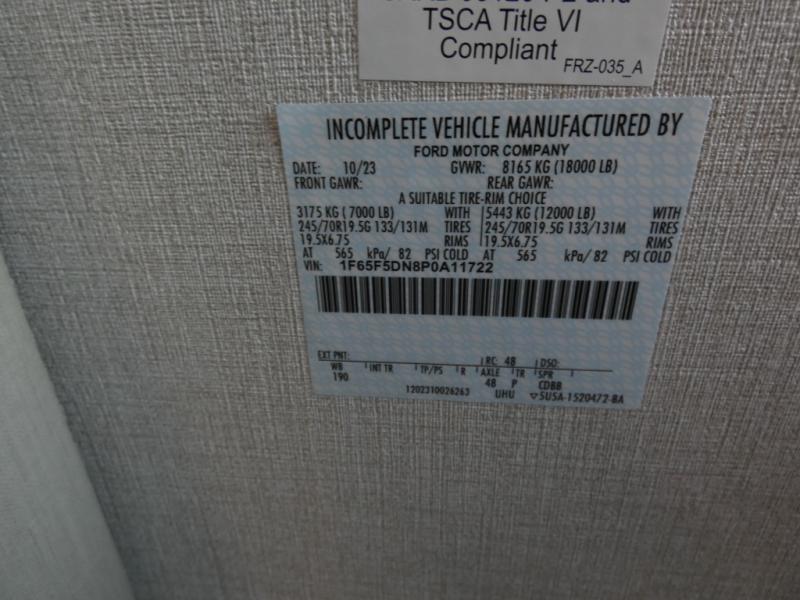 TSCA Title VI
Compliant
FRZ-035_A
INCOMPLETE VEHICLE MANUFACTURED BY
FORD MOTOR COMPANY
DATE: 10/23 GVWR: 8165 KG (18000 LB)
FRONT GAWR: REAR GAWR:
A SUITABLE TIRE-RIM CHOICE
3175 KG (7000 LB) WITH 5443 KG (12000 LB) WITH
245/70R19.5G 133/131M TIRES 245/70R19.5G 133/131M TIRES
19.5X6.75 RIMS 19.5X6.75 RIMS
AT 565 kPa/ 82 PSI COLD AT 565 kPa/ 82 PSI COLD
VIN: 1F65F5DN8P0A11722
EXT PNT: RC: 48 DSO:
WB INT TR TP/PS R AXLE TR SPR
190 48 P CDBB
1202310026263 UHU ▽5USA-1520472-BA